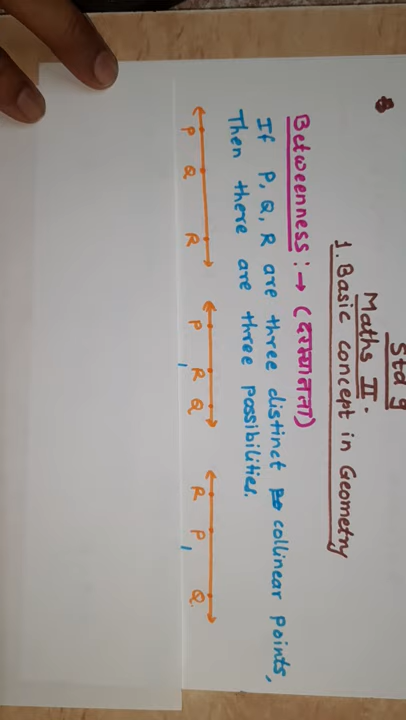 Std 9
Maths II.
1. Basic concept in Geometry
Betweenness : → (दरम्यानता)
If P, Q, R are three distinct collinear points,
Then there are three possibilities.
P Q R , P R Q , R P Q